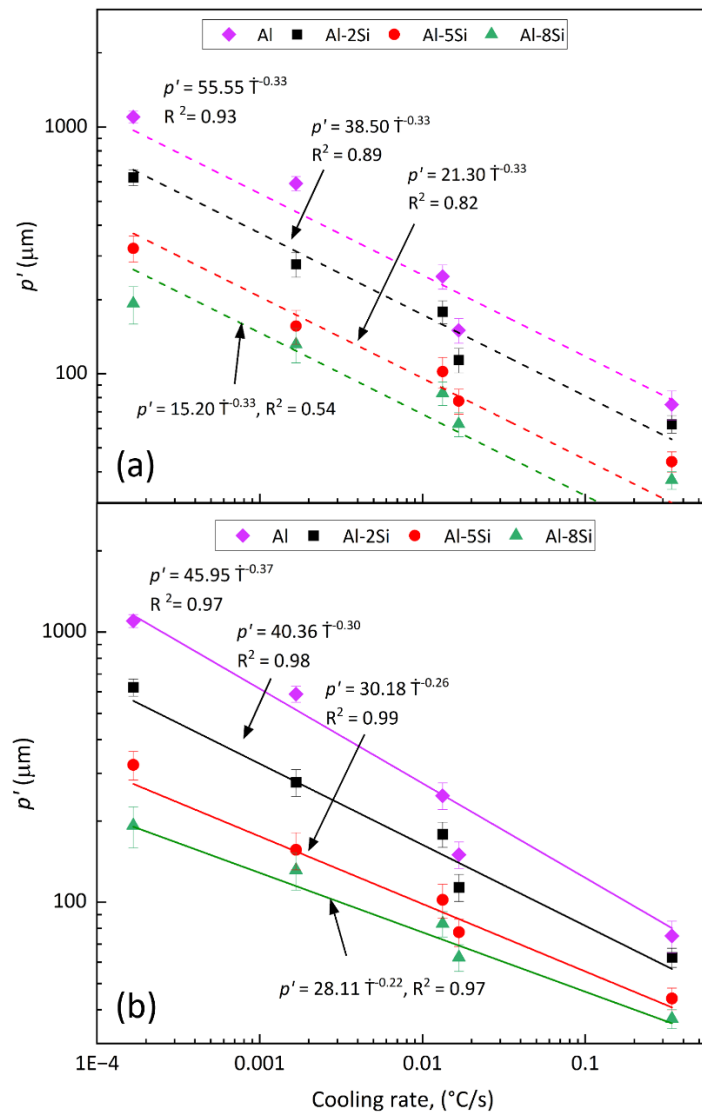 Al Al-2Si Al-5Si Al-8Si
p' = 55.55 Ṫ^-0.33
R ² = 0.93
p' = 38.50 Ṫ^-0.33
R² = 0.89
p' = 21.30 Ṫ^-0.33
R² = 0.82
1000
p' (μm)
100
p' = 15.20 Ṫ^-0.33, R² = 0.54
(a)
Al Al-2Si Al-5Si Al-8Si
p' = 45.95 Ṫ^-0.37
R ² = 0.97
p' = 40.36 Ṫ^-0.30
R² = 0.98
p' = 30.18 Ṫ^-0.26
R² = 0.99
1000
p' (μm)
100
p' = 28.11 Ṫ^-0.22, R² = 0.97
(b)
1E−4 0.001 0.01 0.1
Cooling rate, (°C/s)